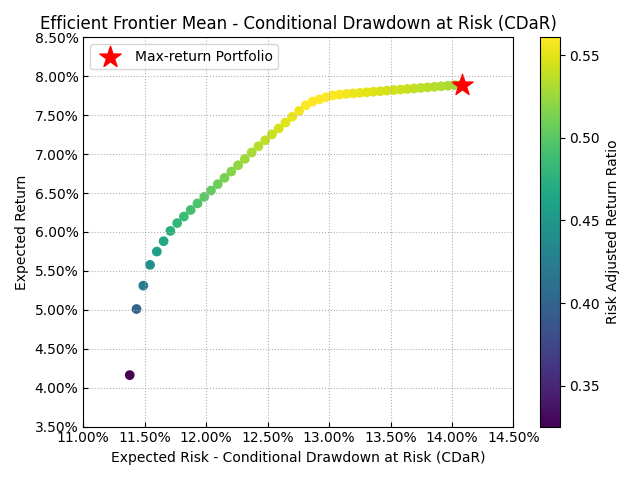 Efficient Frontier Mean - Conditional Drawdown at Risk (CDaR)
Max-return Portfolio
8.50%
8.00%
7.50%
7.00%
6.50%
6.00%
5.50%
5.00%
4.50%
4.00%
3.50%
Expected Return
11.00% 11.50% 12.00% 12.50% 13.00% 13.50% 14.00% 14.50%
Expected Risk - Conditional Drawdown at Risk (CDaR)
0.55
0.50
0.45
0.40
0.35
Risk Adjusted Return Ratio